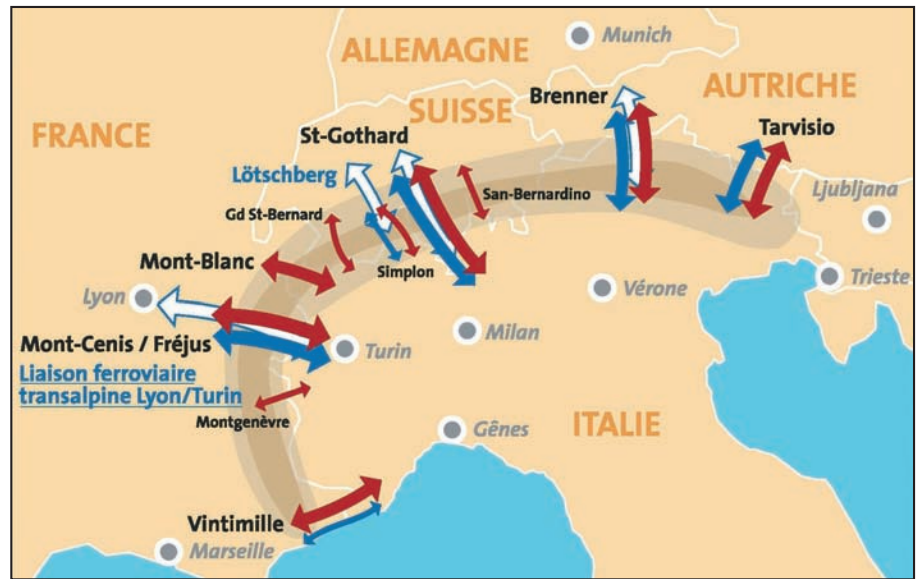 ALLEMAGNE
Munich
Brenner
AUTRICHE
SUISSE
FRANCE
St-Gothard
Tarvisio
Lötschberg
San-Bernardino
Ljubljana
Gd St-Bernard
Mont-Blanc
Simplon
Trieste
Lyon
Vérone
Milan
Mont-Cenis / Fréjus
Turin
Liaison ferroviaire
transalpine Lyon/Turin
Montgenèvre
Gênes
ITALIE
Vintimille
Marseille